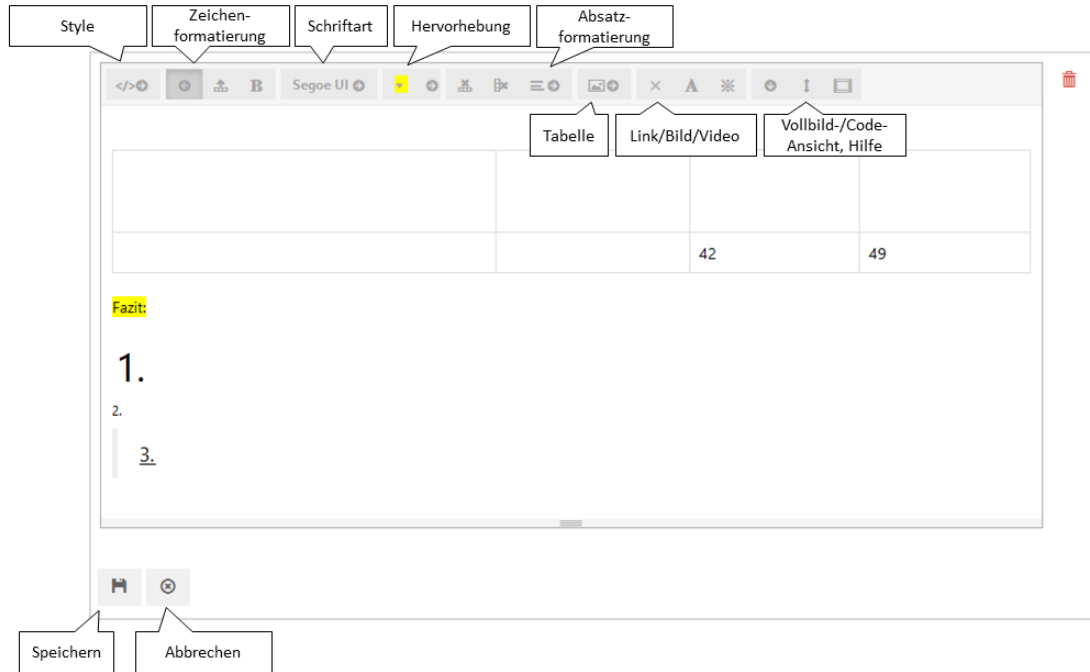 Style
Zeichen-
formatierung
Schriftart
Hervorhebung
Absatz-
formatierung
</> B Segoe UI A
Tabelle
Link/Bild/Video
Vollbild-/Code-
Ansicht, Hilfe
42 49
Fazit:
1.
2.
3.
Speichern
Abbrechen